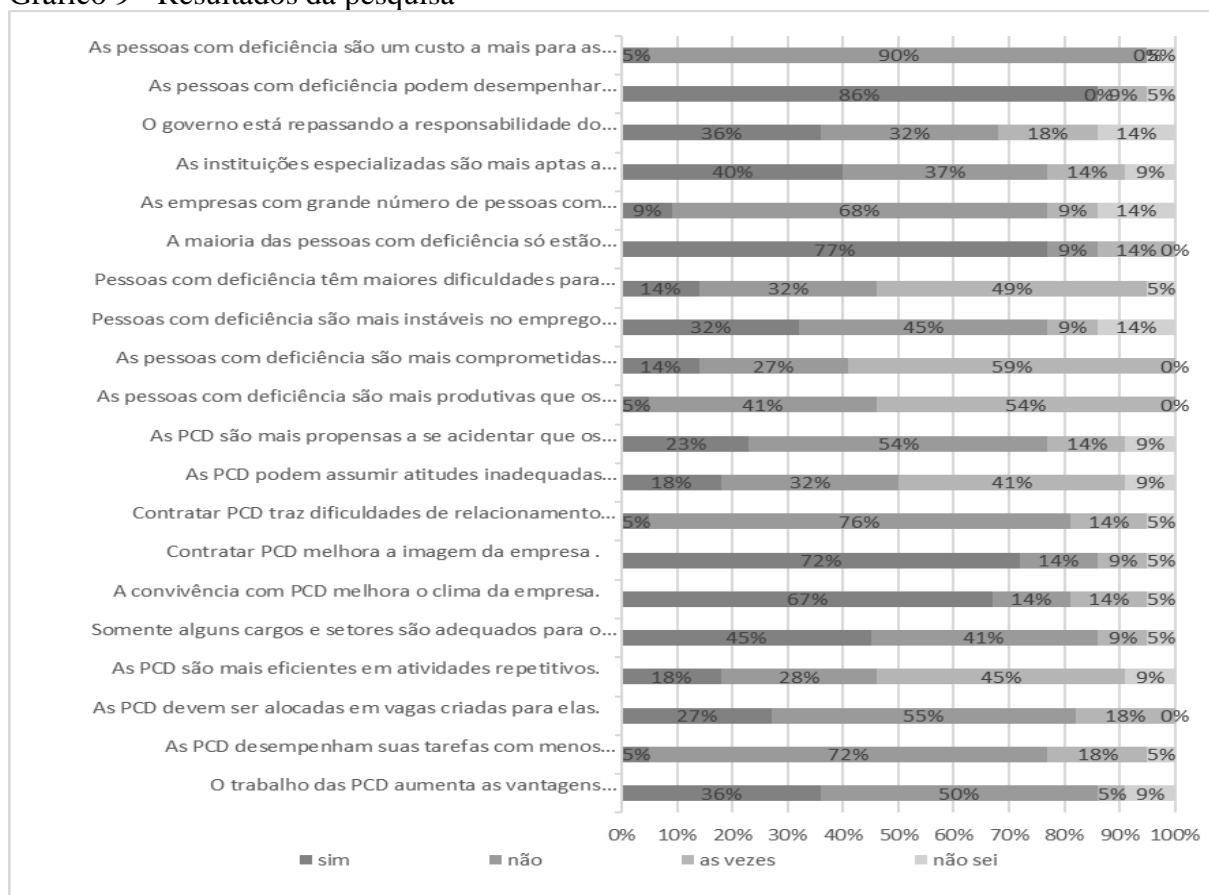 Gráfico 9 - Resultados da pesquisa
As pessoas com deficiência são um custo a mais para as...
5% 90% 0% 5%
As pessoas com deficiência podem desempenhar...
86% 0% 9% 5%
O governo está repassando a responsabilidade do...
36% 32% 18% 14%
As instituições especializadas são mais aptas a...
40% 37% 14% 9%
As empresas com grande número de pessoas com...
9% 68% 9% 14%
A maioria das pessoas com deficiência só estão...
77% 9% 14% 0%
Pessoas com deficiência têm maiores dificuldades para...
14% 32% 49% 5%
Pessoas com deficiência são mais instáveis no emprego...
32% 45% 9% 14%
As pessoas com deficiência são mais comprometidas...
14% 27% 59% 0%
As pessoas com deficiência são mais produtivas que os...
5% 41% 54% 0%
As PCD são mais propensas a se acidentar que os...
23% 54% 14% 9%
As PCD podem assumir atitudes inadequadas...
18% 32% 41% 9%
Contratar PCD traz dificuldades de relacionamento...
5% 76% 14% 5%
Contratar PCD melhora a imagem da empresa .
72% 14% 9% 5%
A convivência com PCD melhora o clima da empresa.
67% 14% 14% 5%
Somente alguns cargos e setores são adequados para o...
45% 41% 9% 5%
As PCD são mais eficientes em atividades repetitivos.
18% 28% 45% 9%
As PCD devem ser alocadas em vagas criadas para elas.
27% 55% 18% 0%
As PCD desempenham suas tarefas com menos...
5% 72% 18% 5%
O trabalho das PCD aumenta as vantagens...
36% 50% 5% 9%
0% 10% 20% 30% 40% 50% 60% 70% 80% 90% 100%
sim não as vezes não sei